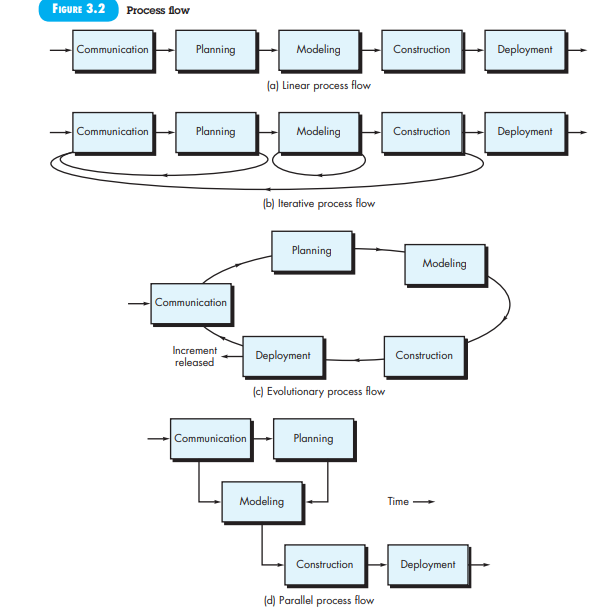 FIGURE 3.2 Process flow
Communication Planning Modeling Construction Deployment
(a) Linear process flow
Communication Planning Modeling Construction Deployment
(b) Iterative process flow
Planning
Modeling
Communication
Increment
released
Deployment
Construction
(c) Evolutionary process flow
Communication Planning
Modeling
Time
Construction Deployment
(d) Parallel process flow